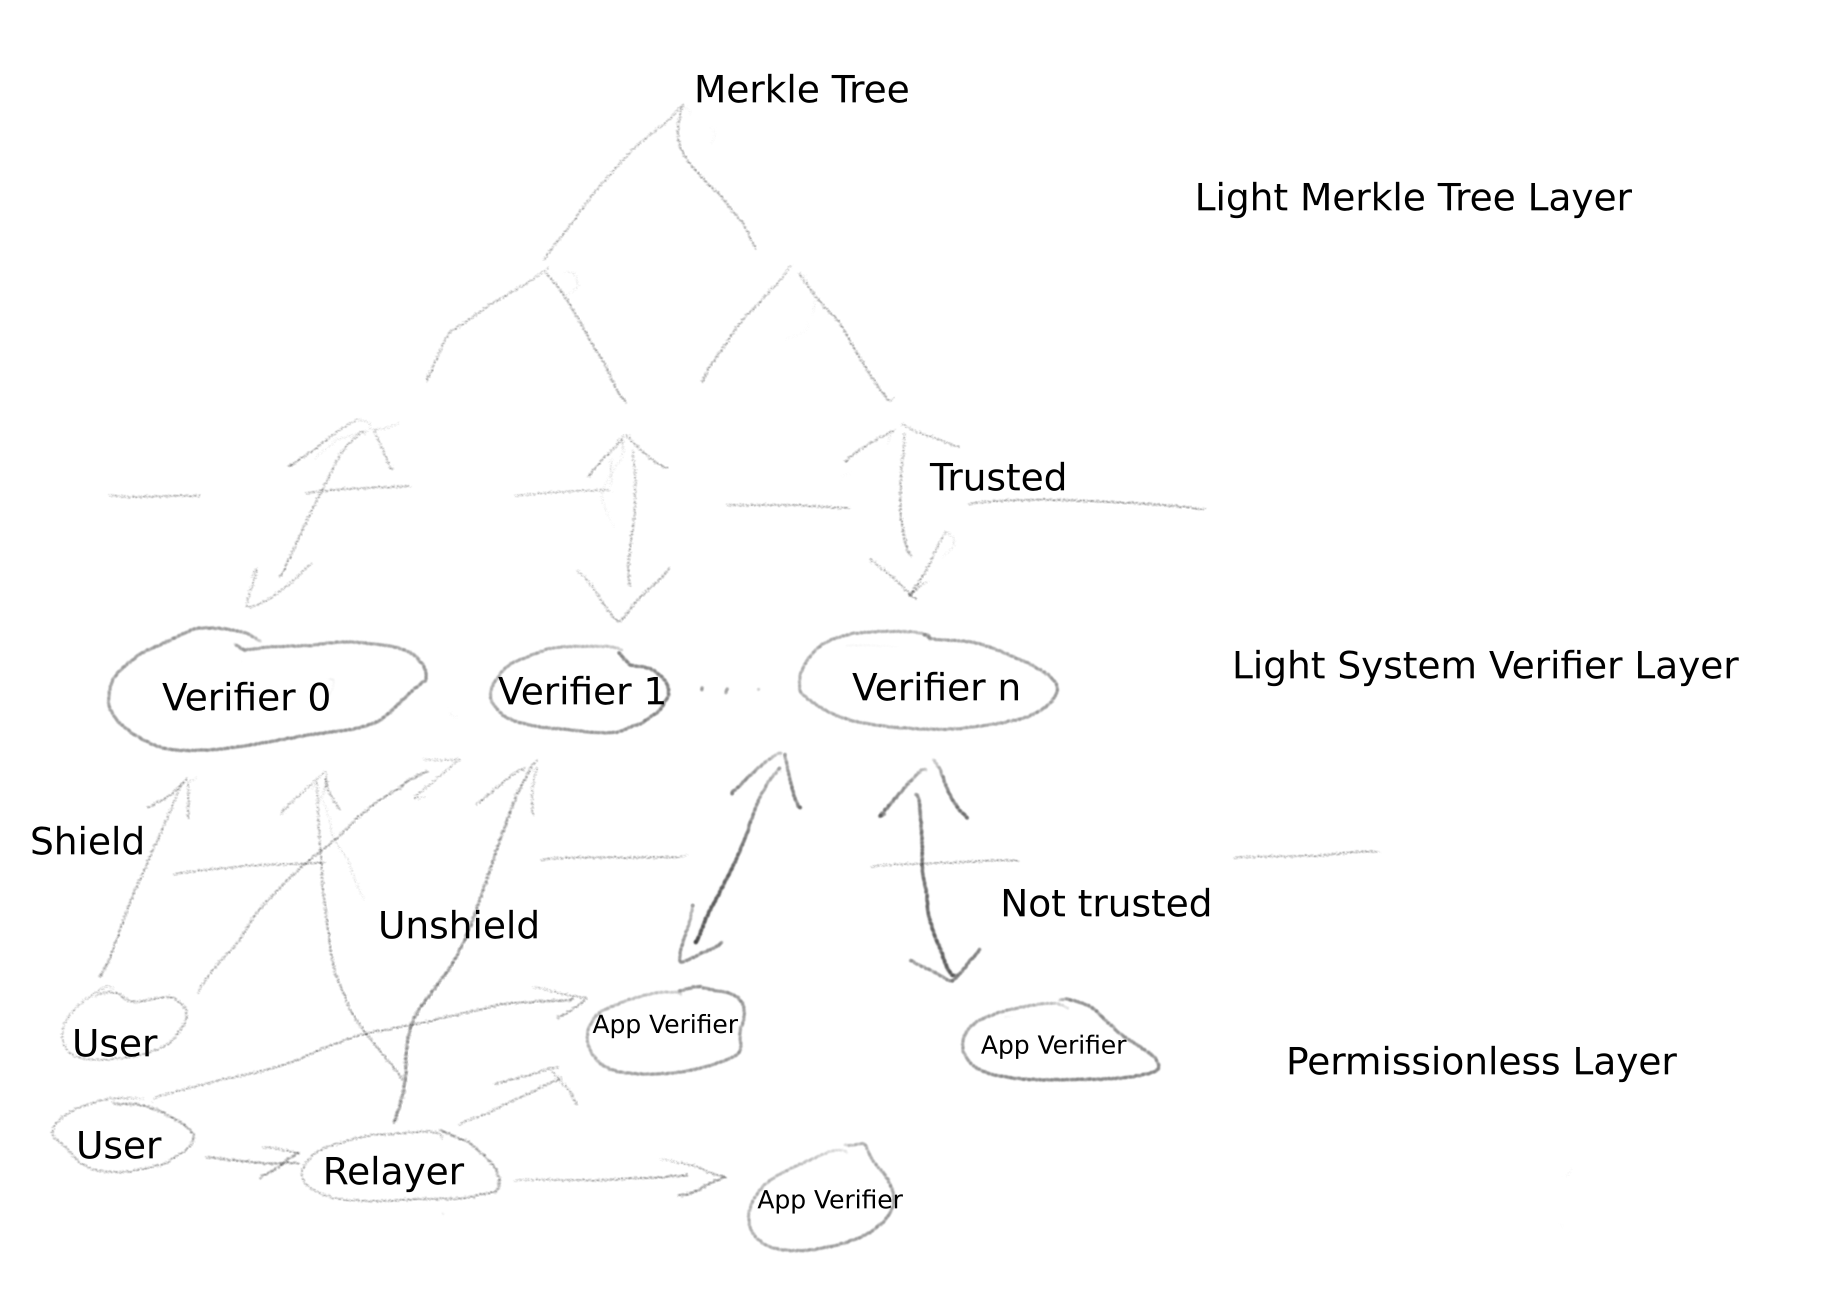 Merkle Tree
Light Merkle Tree Layer
Trusted
Verifier 0
Verifier 1
Verifier n
Light System Verifier Layer
Shield
Unshield
Not trusted
User
App Verifier
App Verifier
Permissionless Layer
User
Relayer
App Verifier